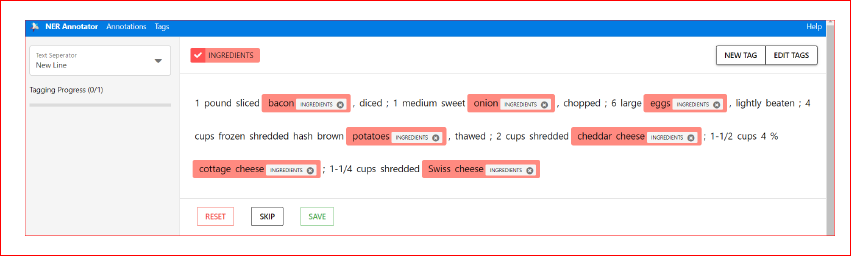 NER Annotator Annotations Tags Help
Text Seperator
New Line
Tagging Progress (0/1)
INGREDIENTS
NEW TAG EDIT TAGS
1 pound sliced bacon INGREDIENTS , diced ; 1 medium sweet onion INGREDIENTS , chopped ; 6 large eggs INGREDIENTS , lightly beaten ; 4
cups frozen shredded hash brown potatoes INGREDIENTS , thawed ; 2 cups shredded cheddar cheese INGREDIENTS ; 1-1/2 cups 4 %
cottage cheese INGREDIENTS ; 1-1/4 cups shredded Swiss cheese INGREDIENTS
RESET SKIP SAVE